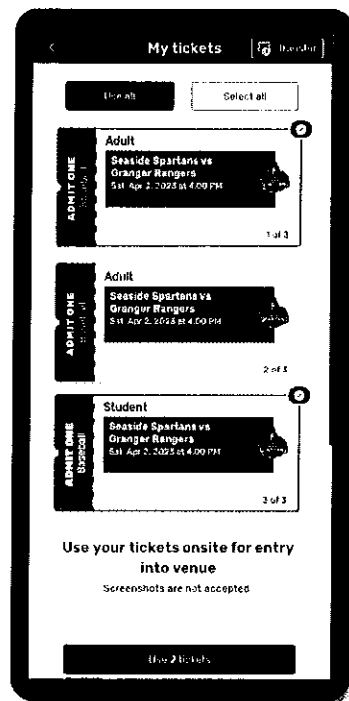 My tickets
Transfer
Use all
Select all
Adult
ADMIT ONE
Baseball
Seaside Spartans vs
Granger Rangers
Sat. Apr 2, 2023 at 4:00 PM
1 of 3
Adult
ADMIT ONE
Baseball
Seaside Spartans vs
Granger Rangers
Sat. Apr 2, 2023 at 4:00 PM
2 of 3
Student
ADMIT ONE
Baseball
Seaside Spartans vs
Granger Rangers
Sat. Apr 2, 2023 at 4:00 PM
3 of 3
Use your tickets onsite for entry
into venue
Screenshots are not accepted
Use 2 tickets